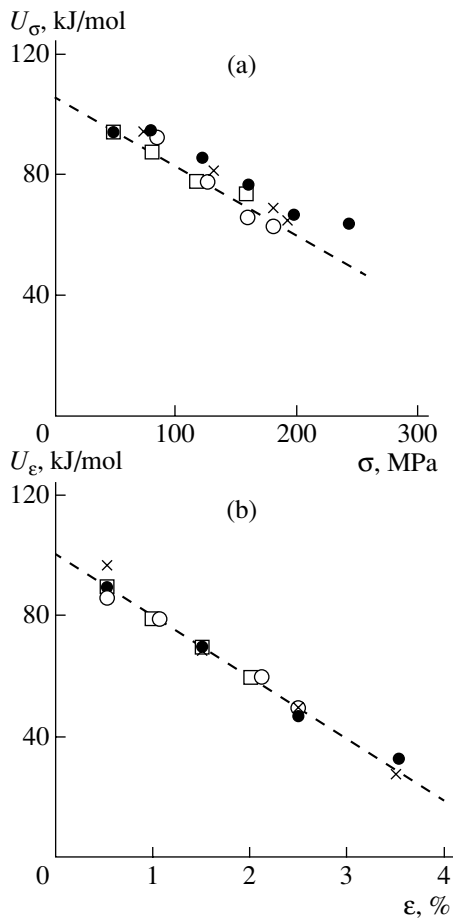 U_σ, kJ/mol
120
(a)
80
40
0
100
200
300
σ, MPa
U_ε, kJ/mol
120
(b)
80
40
0
1
2
3
4
ε, %